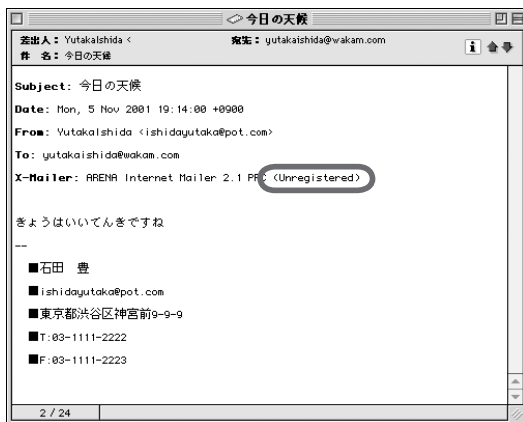 今日の天候
差出人: YutakaIshida <
宛先: yutakaishida@wakam.com
件 名: 今日の天候
Subject: 今日の天候
Date: Mon, 5 Nov 2001 19:14:00 +0900
From: YutakaIshida <ishidayutaka@pot.com>
To: yutakaishida@wakam.com
X-Mailer: ARENA Internet Mailer 2.1 PPC (Unregistered)
きょうはいいてんきですね
--
■石田 豊
■ishidayutaka@pot.com
■東京都渋谷区神宮前9-9-9
■T:03-1111-2222
■F:03-1111-2223
2 / 24